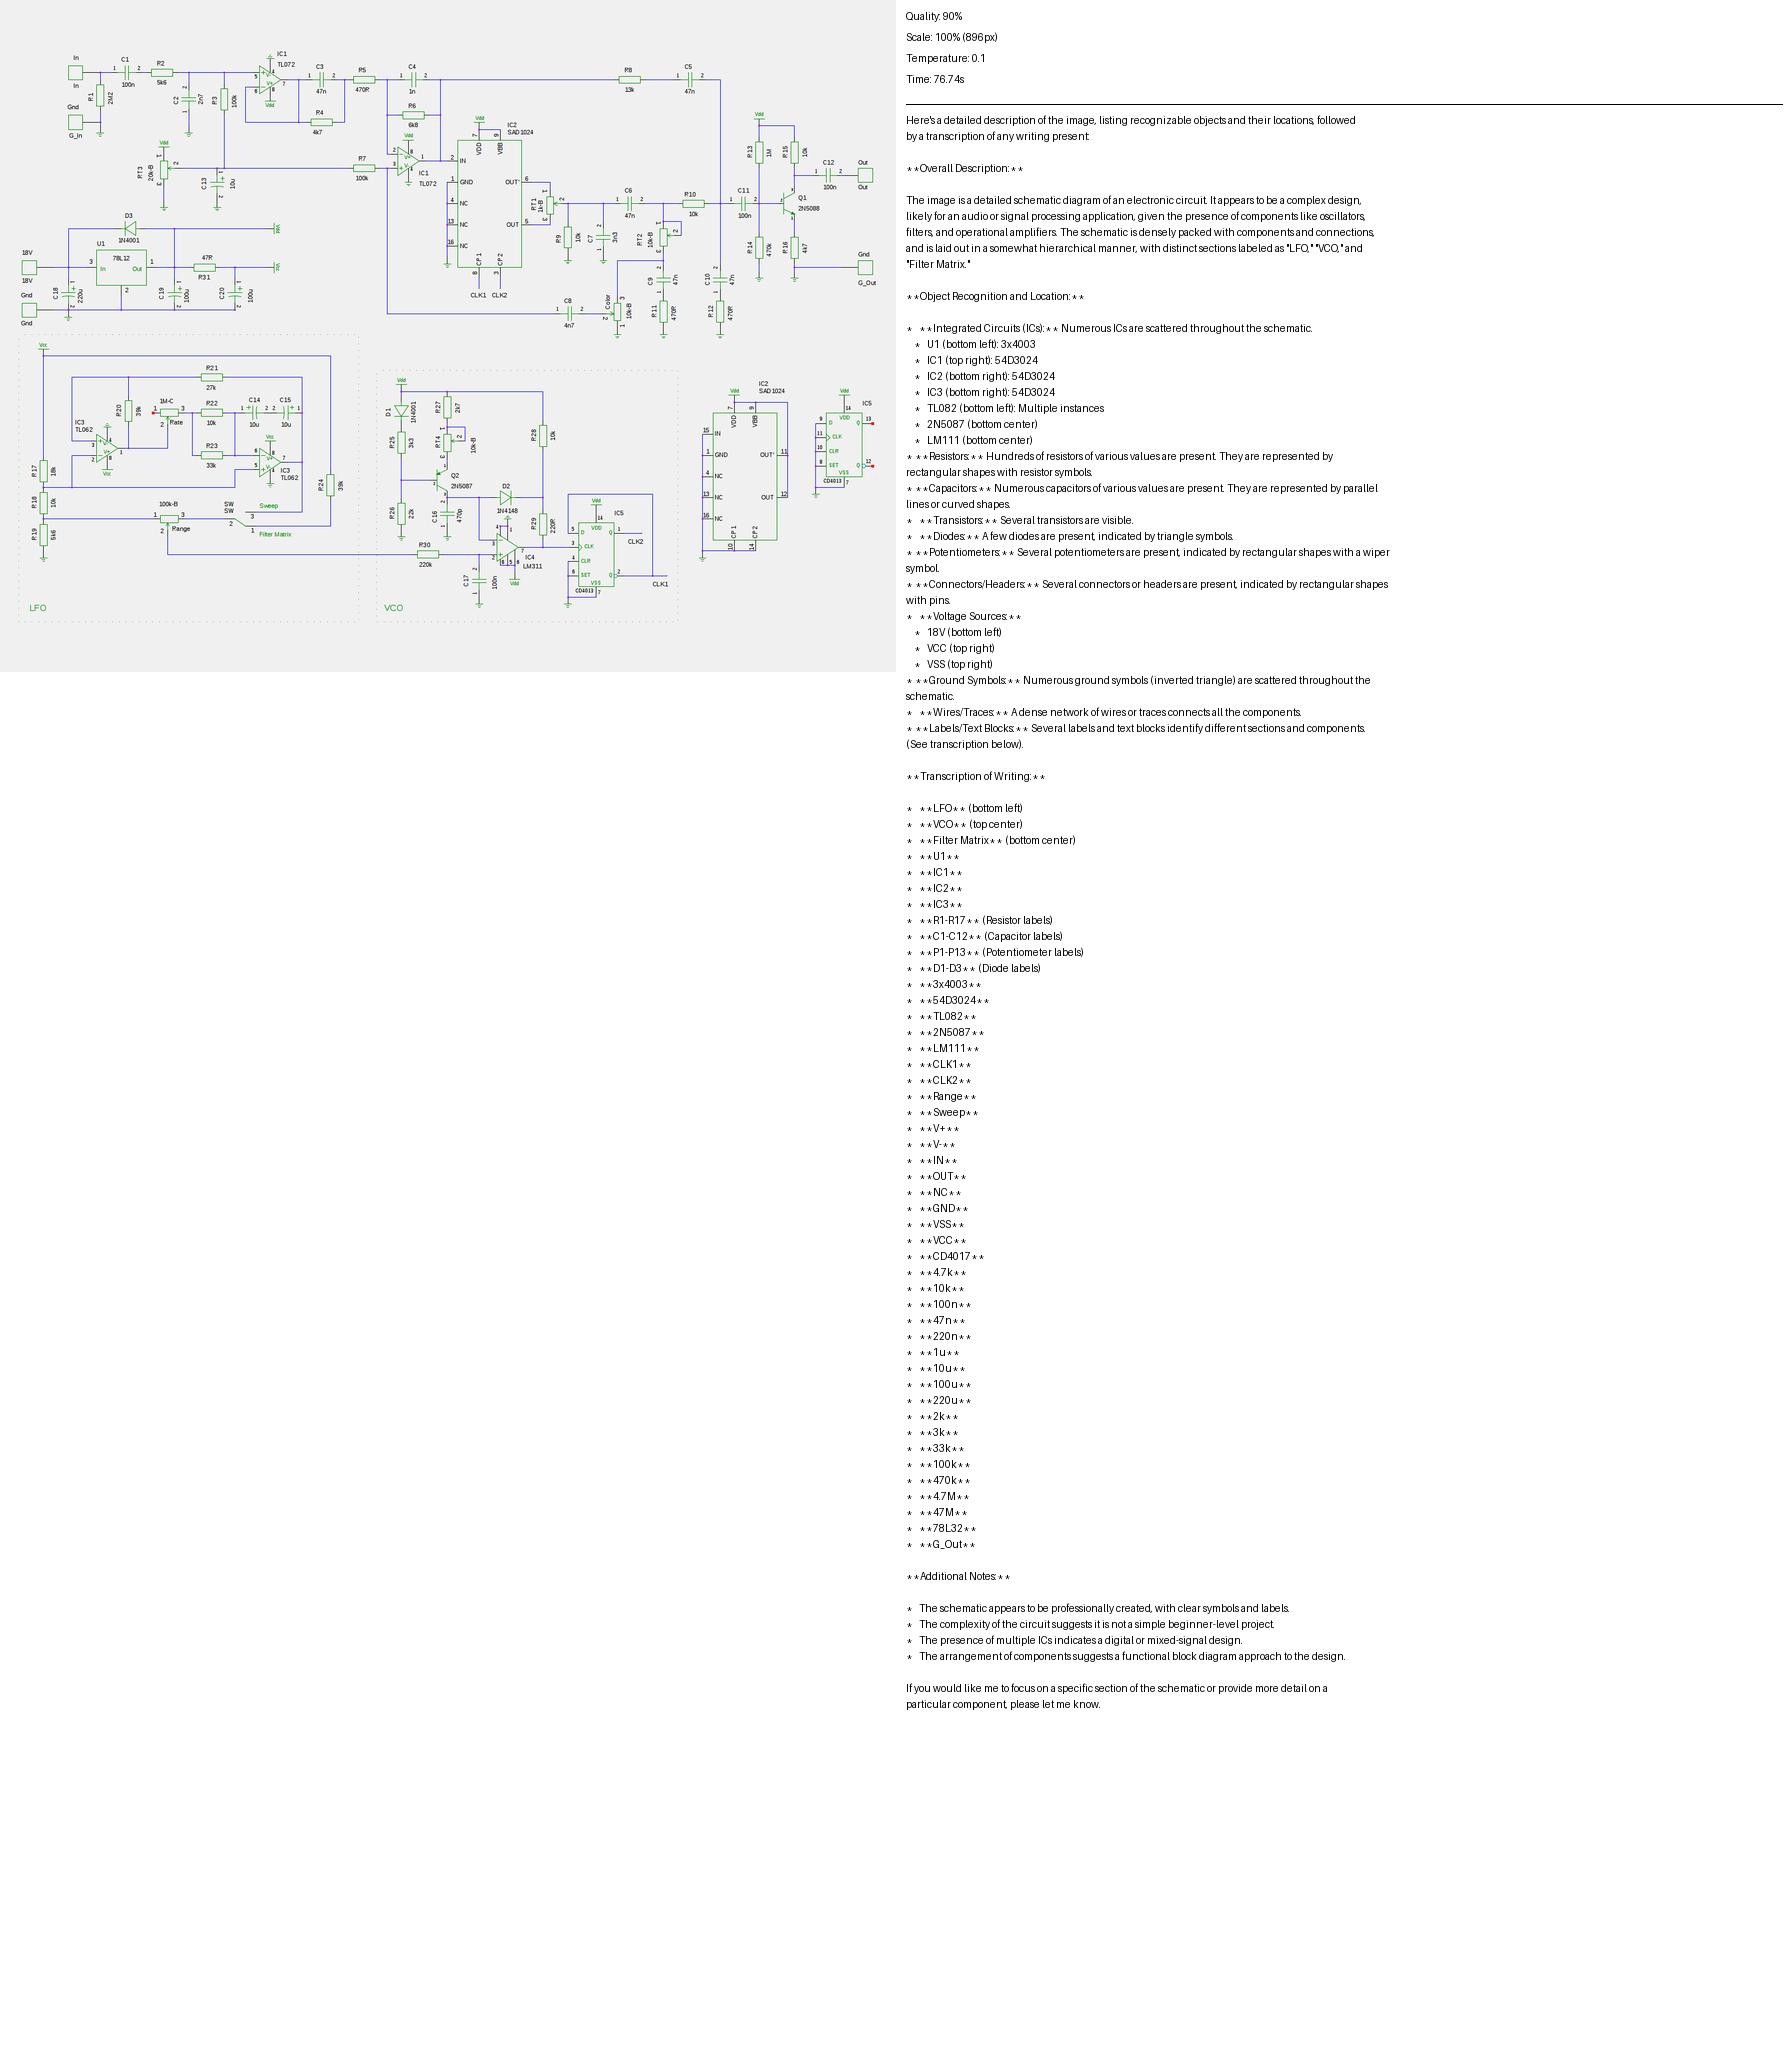 In
In
Gnd
G_In
R1
2M2
C1
1 2
100n
R2
5k6
C2
2n7
R3
100k
IC1
TL072
Vdd
C3
1 2
47n
R4
4k7
R5
470R
C4
1 2
1n
R6
6k8
R7
100k
IC1
TL072
Vdd
RT3
20k-B
Vdd
C13
10u
IC2
SAD1024
Vdd
VDD
VBB
IN
GND
NC
NC
NC
OUT'
OUT
CP1
CP2
CLK1
CLK2
R8
13k
C5
1 2
47n
RT1
1k-B
R9
10k
C7
3n3
C6
1 2
47n
RT2
10k-B
R10
10k
C11
100n
C8
4n7
Color
10k-B
C9
47n
R11
470R
C10
47n
R12
470R
Vdd
R13
1M
R15
10k
R14
470k
R16
4k7
Q1
2N5088
C12
1 2
100n
Out
Out
Gnd
G_Out
18V
18V
Gnd
Gnd
C18
220u
D3
1N4001
U1
78L12
In Out
C19
100u
47R
R31
C20
100u
Vcc
R17
18k
R18
10k
R19
5k6
R20
39k
R21
27k
1M-C
Rate
R22
10k
R23
33k
C14
10u
C15
10u
IC3
TL062
Vcc
IC3
TL062
Vcc
R24
39k
100k-B
Range
SW
SW
Sweep
Filter Matrix
LFO
Vdd
D1
1N4001
R25
3k3
R26
22k
R27
2k7
RT4
10k-B
Q2
2N5087
C16
470p
D2
1N4148
R28
10k
R29
220R
R30
220k
C17
100n
IC4
LM311
Vdd
IC5
Vdd
VDD
D
Q
CLK
CLR
SET
VSS
CD4013
CLK2
CLK1
VCO
IC2
SAD1024
Vdd
VDD
VBB
IN
GND
NC
NC
NC
OUT'
OUT
CP1
CP2
IC5
Vdd
VDD
D
Q
CLK
CLR
SET
VSS
CD4013
Quality: 90%
Scale: 100% (896px)
Temperature: 0.1
Time: 76.74s
Here's a detailed description of the image, listing recognizable objects and their locations, followed
by a transcription of any writing present:
**Overall Description:**
The image is a detailed schematic diagram of an electronic circuit. It appears to be a complex design,
likely for an audio or signal processing application, given the presence of components like oscillators,
filters, and operational amplifiers. The schematic is densely packed with components and connections,
and is laid out in a somewhat hierarchical manner, with distinct sections labeled as "LFO," "VCO," and
"Filter Matrix."
**Object Recognition and Location:**
* **Integrated Circuits (ICs):** Numerous ICs are scattered throughout the schematic.
* U1 (bottom left): 3x4003
* IC1 (top right): 54D3024
* IC2 (bottom right): 54D3024
* IC3 (bottom right): 54D3024
* TL082 (bottom left): Multiple instances
* 2N5087 (bottom center)
* LM111 (bottom center)
* **Resistors:** Hundreds of resistors of various values are present. They are represented by
rectangular shapes with resistor symbols.
* **Capacitors:** Numerous capacitors of various values are present. They are represented by parallel
lines or curved shapes.
* **Transistors:** Several transistors are visible.
* **Diodes:** A few diodes are present, indicated by triangle symbols.
* **Potentiometers:** Several potentiometers are present, indicated by rectangular shapes with a wiper
symbol.
* **Connectors/Headers:** Several connectors or headers are present, indicated by rectangular shapes
with pins.
* **Voltage Sources:**
* 18V (bottom left)
* VCC (top right)
* VSS (top right)
* **Ground Symbols:** Numerous ground symbols (inverted triangle) are scattered throughout the
schematic.
* **Wires/Traces:** A dense network of wires or traces connects all the components.
* **Labels/Text Blocks:** Several labels and text blocks identify different sections and components.
(See transcription below).
**Transcription of Writing:**
* **LFO** (bottom left)
* **VCO** (top center)
* **Filter Matrix** (bottom center)
* **U1**
* **IC1**
* **IC2**
* **IC3**
* **R1-R17** (Resistor labels)
* **C1-C12** (Capacitor labels)
* **P1-P13** (Potentiometer labels)
* **D1-D3** (Diode labels)
* **3x4003**
* **54D3024**
* **TL082**
* **2N5087**
* **LM111**
* **CLK1**
* **CLK2**
* **Range**
* **Sweep**
* **V+**
* **V-**
* **IN**
* **OUT**
* **NC**
* **GND**
* **VSS**
* **VCC**
* **CD4017**
* **4.7k**
* **10k**
* **100n**
* **47n**
* **220n**
* **1u**
* **10u**
* **100u**
* **220u**
* **2k**
* **3k**
* **33k**
* **100k**
* **470k**
* **4.7M**
* **47M**
* **78L32**
* **G_Out**
**Additional Notes:**
* The schematic appears to be professionally created, with clear symbols and labels.
* The complexity of the circuit suggests it is not a simple beginner-level project.
* The presence of multiple ICs indicates a digital or mixed-signal design.
* The arrangement of components suggests a functional block diagram approach to the design.
If you would like me to focus on a specific section of the schematic or provide more detail on a
particular component, please let me know.